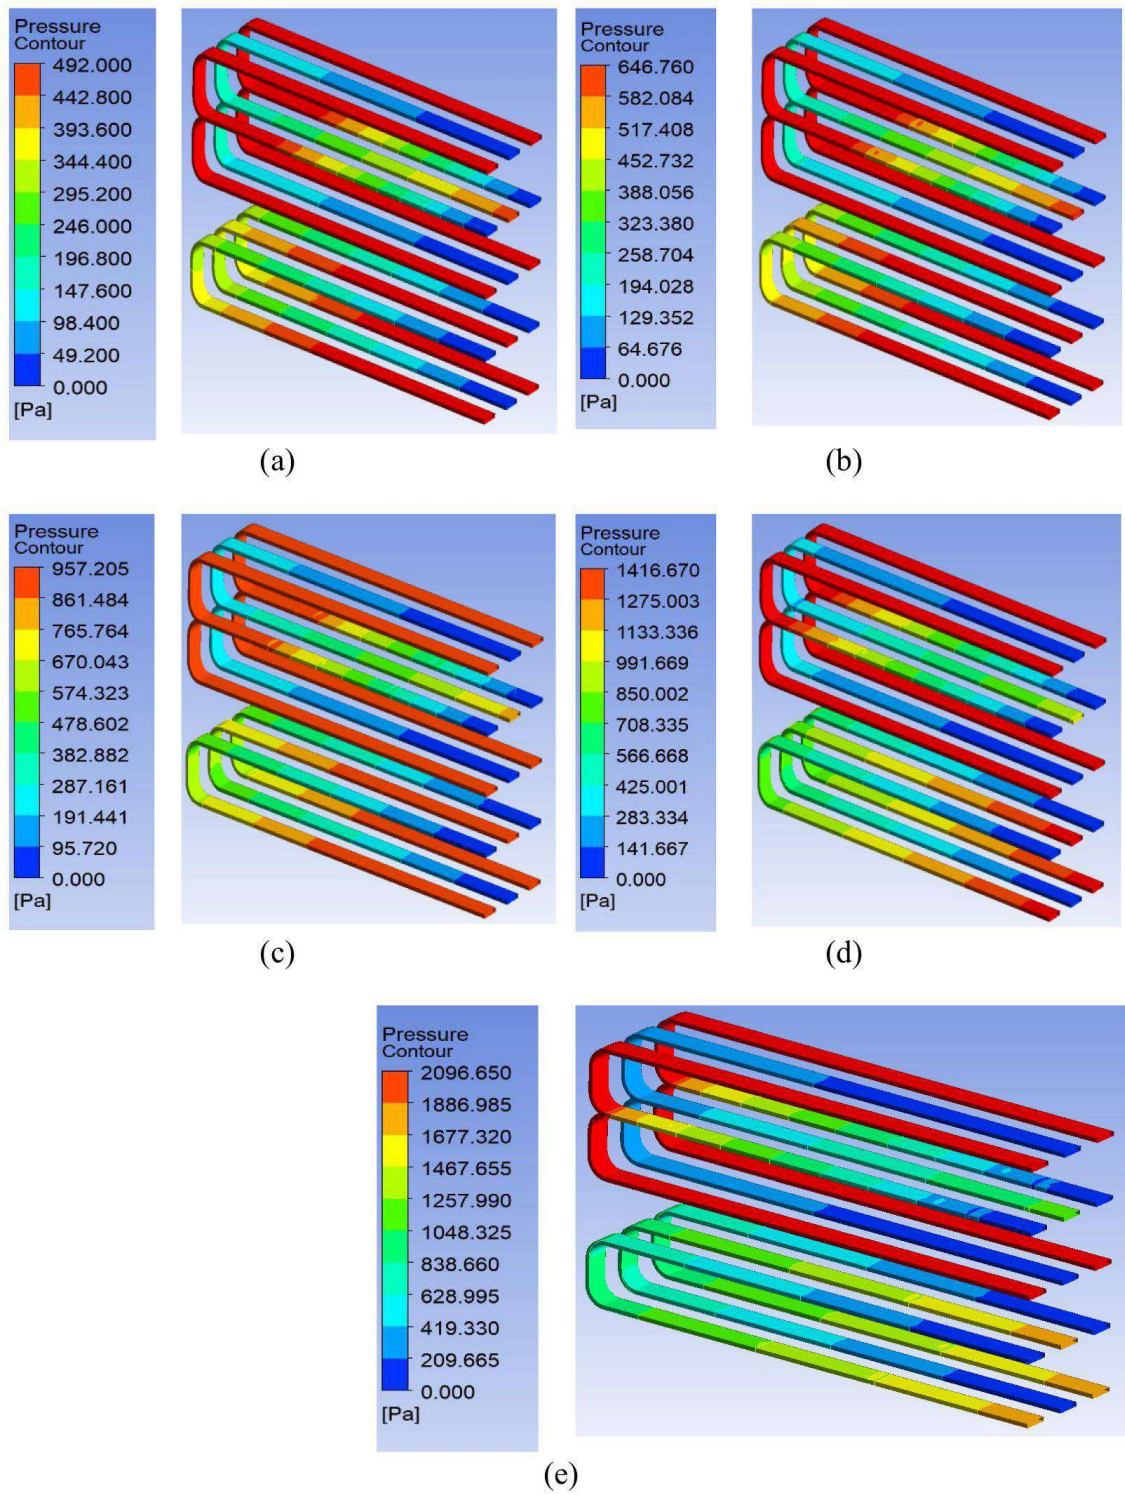 Pressure
Contour
492.000
442.800
393.600
344.400
295.200
246.000
196.800
147.600
98.400
49.200
0.000
[Pa]
(a)
Pressure
Contour
646.760
582.084
517.408
452.732
388.056
323.380
258.704
194.028
129.352
64.676
0.000
[Pa]
(b)
Pressure
Contour
957.205
861.484
765.764
670.043
574.323
478.602
382.882
287.161
191.441
95.720
0.000
[Pa]
(c)
Pressure
Contour
1416.670
1275.003
1133.336
991.669
850.002
708.335
566.668
425.001
283.334
141.667
0.000
[Pa]
(d)
Pressure
Contour
2096.650
1886.985
1677.320
1467.655
1257.990
1048.325
838.660
628.995
419.330
209.665
0.000
[Pa]
(e)